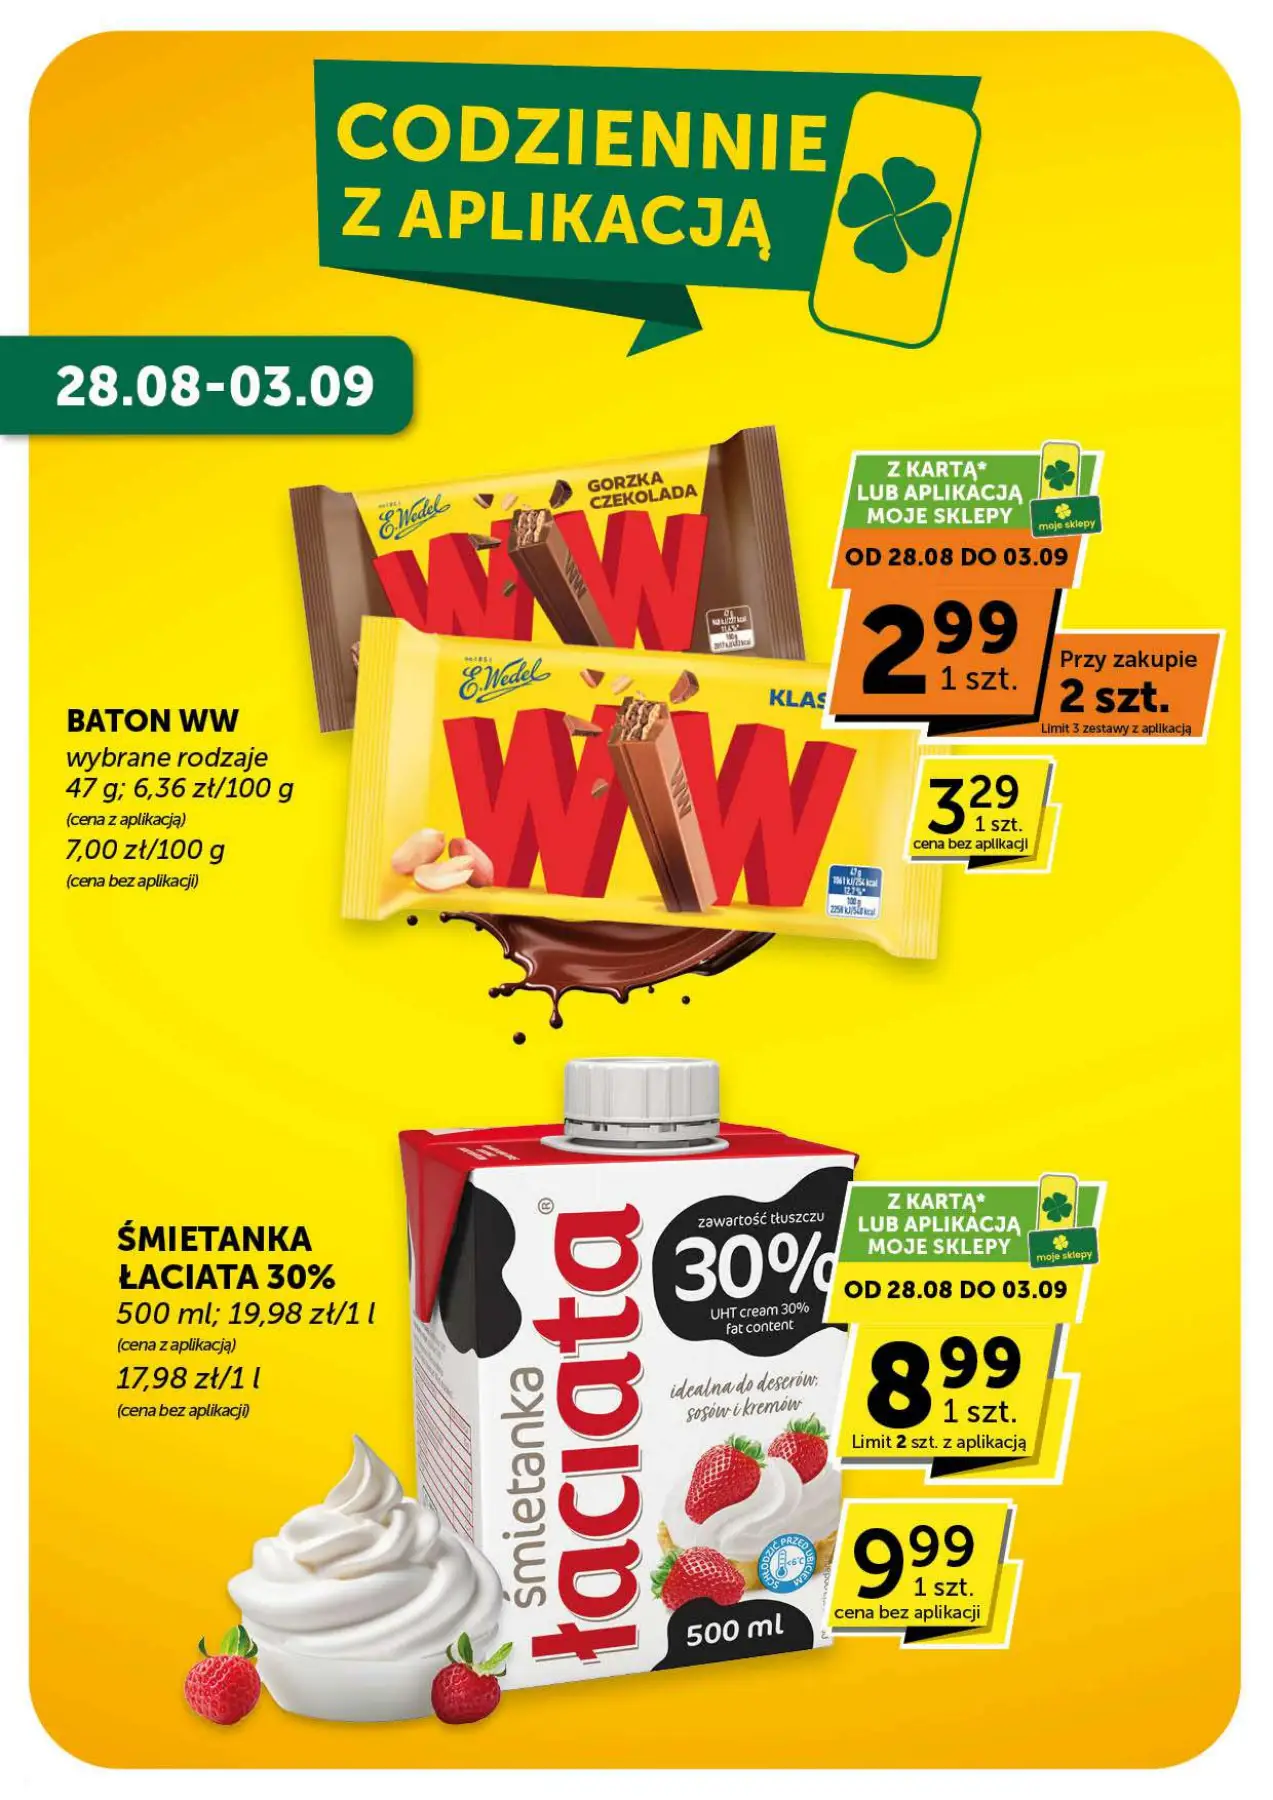 CODZIENNIE
Z APLIKACJĄ
28.08-03.09
E.Wedel
GORZKA
CZEKOLADA
WW
E.Wedel
KLAS
WW
Z KARTĄ*
LUB APLIKACJĄ
MOJE SKLEPY
moje sklepy
OD 28.08 DO 03.09
2 99
1 szt.
Przy zakupie
2 szt.
Limit 3 zestawy z aplikacją
3 29
1 szt.
cena bez aplikacji
BATON WW
wybrane rodzaje
47 g; 6,36 zł/100 g
(cena z aplikacją)
7,00 zł/100 g
(cena bez aplikacji)
ŚMIETANKA
ŁACIATA 30%
500 ml; 19,98 zł/1 l
(cena z aplikacją)
17,98 zł/1 l
(cena bez aplikacji)
śmietanka
łaciata®
zawartość tłuszczu
30%
UHT cream 30%
fat content
idealna do deserów,
sosów i kremów
SCHŁODZIĆ PRZED UBICIEM
<6°C
500 ml
Z KARTĄ*
LUB APLIKACJĄ
MOJE SKLEPY
moje sklepy
OD 28.08 DO 03.09
8 99
1 szt.
Limit 2 szt. z aplikacją
9 99
1 szt.
cena bez aplikacji